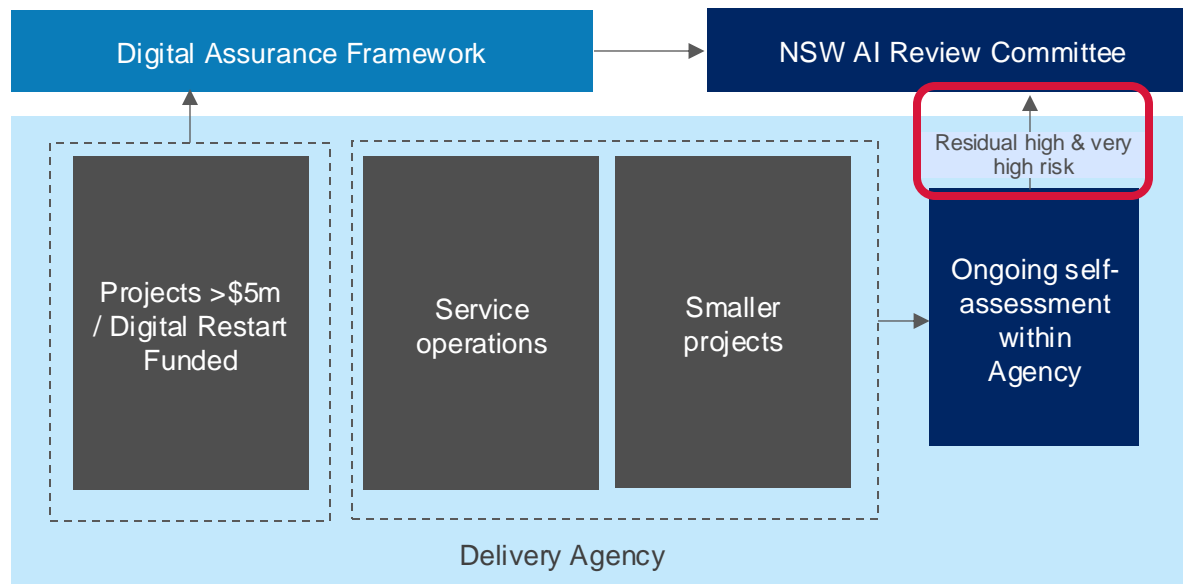 Digital Assurance Framework
NSW AI Review Committee
Residual high & very
high risk
Projects >$5m
/ Digital Restart
Funded
Service
operations
Smaller
projects
Ongoing self-
assessment
within
Agency
Delivery Agency